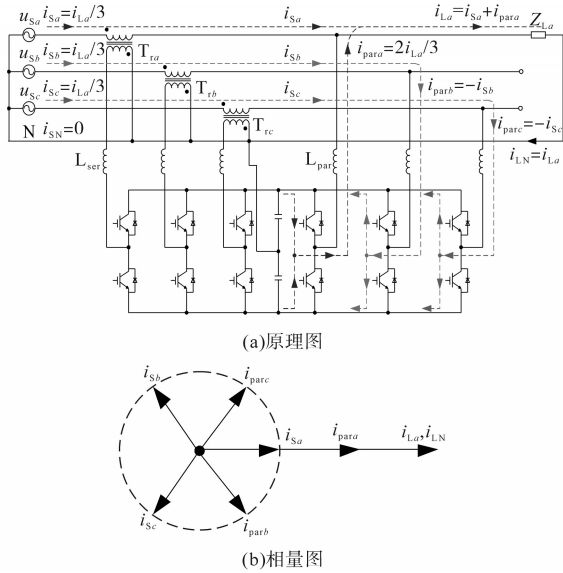 u_Sa i_Sa=i_La/3 i_Sa i_La=i_Sa+i_para Z_La
T_ra i_para=2i_La/3
u_Sb i_Sb=i_La/3 i_Sb
T_rb i_parb=−i_Sb
u_Sc i_Sc=i_La/3 i_Sc
i_parc=−i_Sc
N i_SN=0 T_rc
i_LN=i_La
L_ser L_par
(a)原理图
i_Sb i_parc
i_Sa i_para i_La,i_LN
i_Sc i_parb
(b)相量图